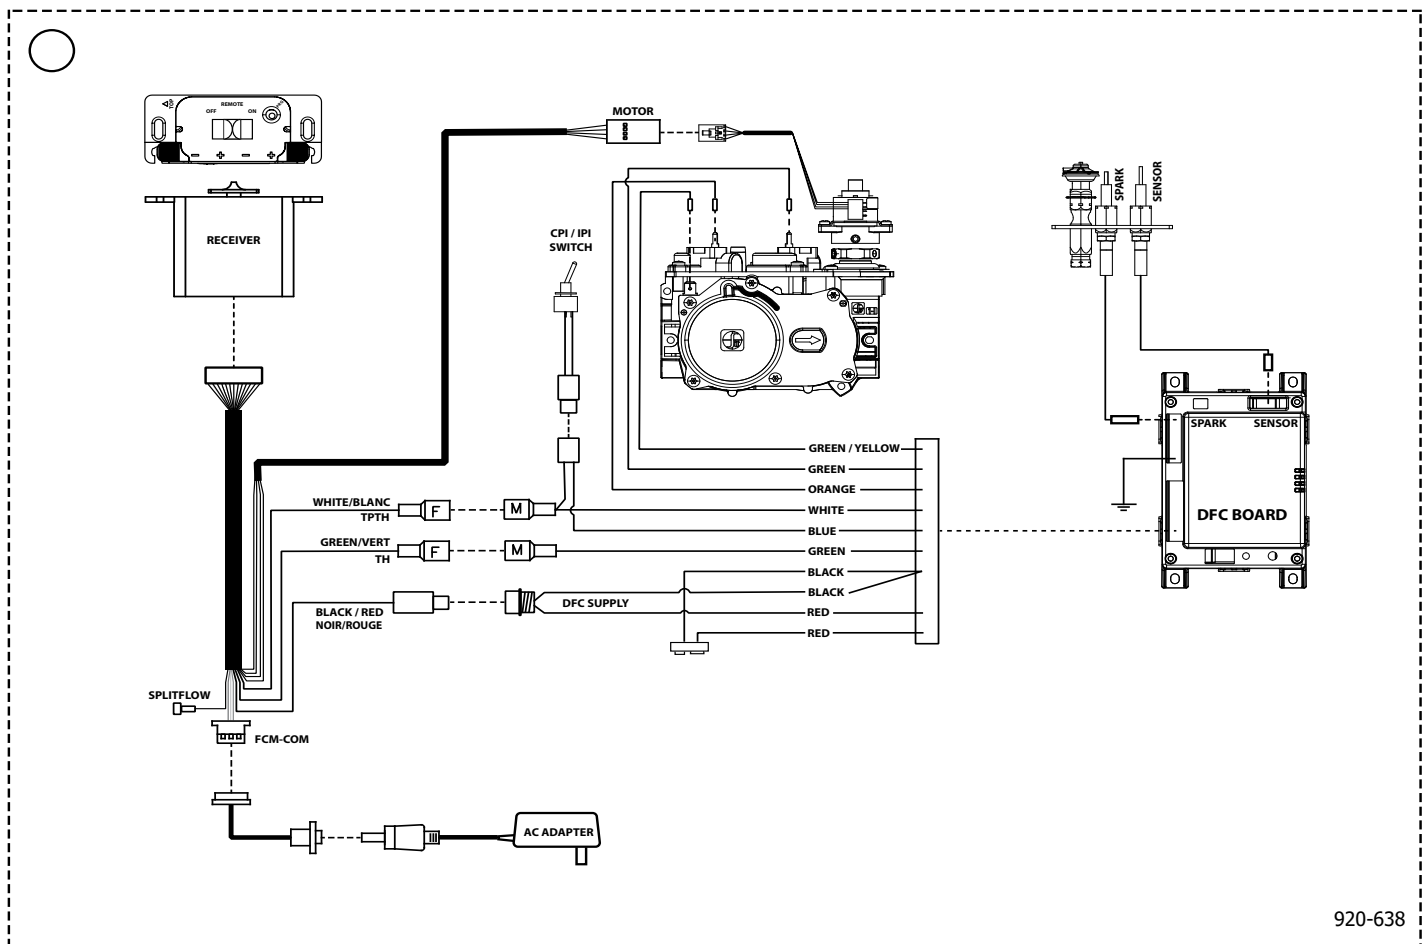 TOP
REMOTE
OFF ON
RECEIVER
MOTOR
CPI / IPI
SWITCH
SPARK
SENSOR
GREEN / YELLOW
GREEN
ORANGE
WHITE
BLUE
GREEN
BLACK
BLACK
RED
RED
WHITE/BLANC
TPTH
F
M
GREEN/VERT
TH
F
M
BLACK / RED
NOIR/ROUGE
DFC SUPPLY
SPARK SENSOR
DFC BOARD
SPLITFLOW
FCM-COM
AC ADAPTER
920-638